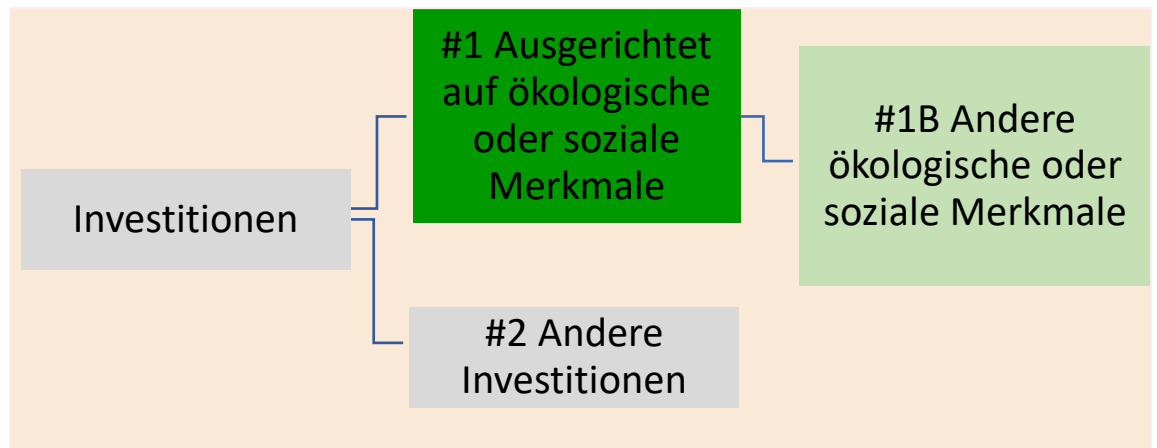 #1 Ausgerichtet
auf ökologische
oder soziale
Merkmale
#1B Andere
ökologische oder
soziale Merkmale
Investitionen
#2 Andere
Investitionen